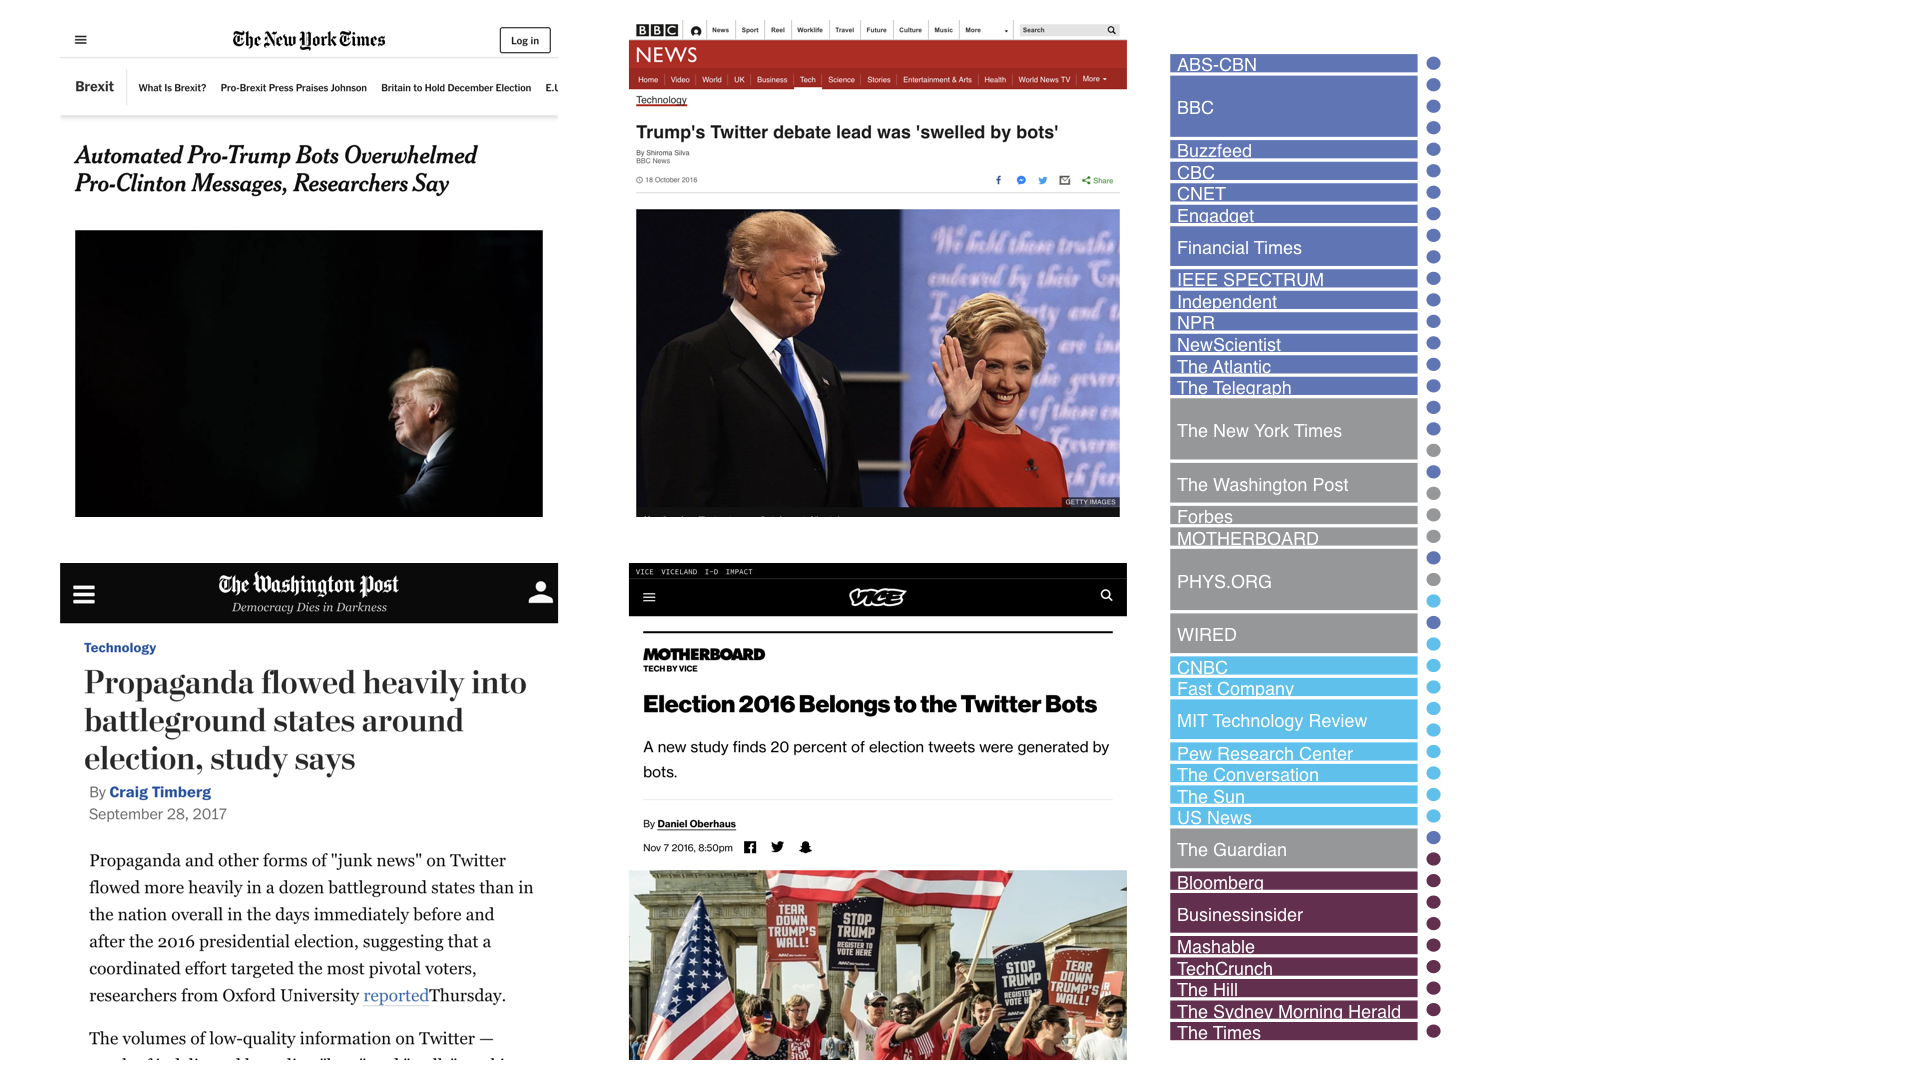 The New York Times
Log in
Brexit
What Is Brexit?
Pro-Brexit Press Praises Johnson
Britain to Hold December Election
E.U
Automated Pro-Trump Bots Overwhelmed
Pro-Clinton Messages, Researchers Say
BBC
News
Sport
Reel
Worklife
Travel
Future
Culture
Music
More
Search
NEWS
Home
Video
World
UK
Business
Tech
Science
Stories
Entertainment & Arts
Health
World News TV
More
Technology
Trump's Twitter debate lead was 'swelled by bots'
By Shiroma Silva
BBC News
18 October 2016
Share
We hold these truths
endowed by their
GETTY IMAGES
The Washington Post
Democracy Dies in Darkness
Technology
Propaganda flowed heavily into
battleground states around
election, study says
By Craig Timberg
September 28, 2017
Propaganda and other forms of "junk news" on Twitter
flowed more heavily in a dozen battleground states than in
the nation overall in the days immediately before and
after the 2016 presidential election, suggesting that a
coordinated effort targeted the most pivotal voters,
researchers from Oxford University reportedThursday.
The volumes of low-quality information on Twitter —
VICE VICELAND I-D IMPACT
VICE
MOTHERBOARD
TECH BY VICE
Election 2016 Belongs to the Twitter Bots
A new study finds 20 percent of election tweets were generated by
bots.
By Daniel Oberhaus
Nov 7 2016, 8:50pm
TEAR
DOWN
TRUMP'S
WALL!
STOP
TRUMP
REGISTER TO
VOTE HERE
STOP
TRUMP
REGISTER
VOTE
TEAR
DOWN
TRUMP'S
WALL!
ABS-CBN
BBC
Buzzfeed
CBC
CNET
Engadget
Financial Times
IEEE SPECTRUM
Independent
NPR
NewScientist
The Atlantic
The Telegraph
The New York Times
The Washington Post
Forbes
MOTHERBOARD
PHYS.ORG
WIRED
CNBC
Fast Company
MIT Technology Review
Pew Research Center
The Conversation
The Sun
US News
The Guardian
Bloomberg
Businessinsider
Mashable
TechCrunch
The Hill
The Sydney Morning Herald
The Times